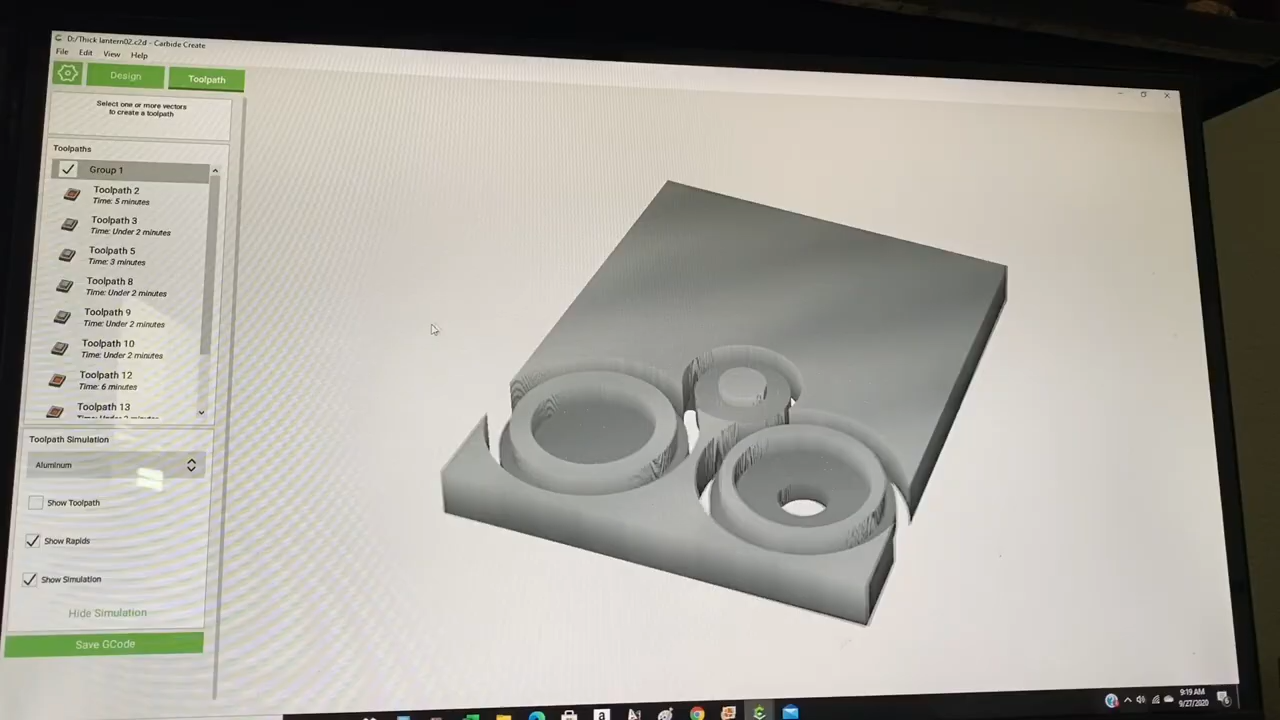 D:/Thick lantern02.c2d - Carbide Create
File Edit View Help
Design Toolpath
Select one or more vectors
to create a toolpath
Toolpaths
Group 1
Toolpath 2
Time: 5 minutes
Toolpath 3
Time: Under 2 minutes
Toolpath 5
Time: 3 minutes
Toolpath 8
Time: Under 2 minutes
Toolpath 9
Time: Under 2 minutes
Toolpath 10
Time: Under 2 minutes
Toolpath 12
Time: 6 minutes
Toolpath 13
Time: Under 2 minutes
Toolpath Simulation
Aluminum
Show Toolpath
Show Rapids
Show Simulation
Hide Simulation
Save GCode
9:19 AM
9/27/2020